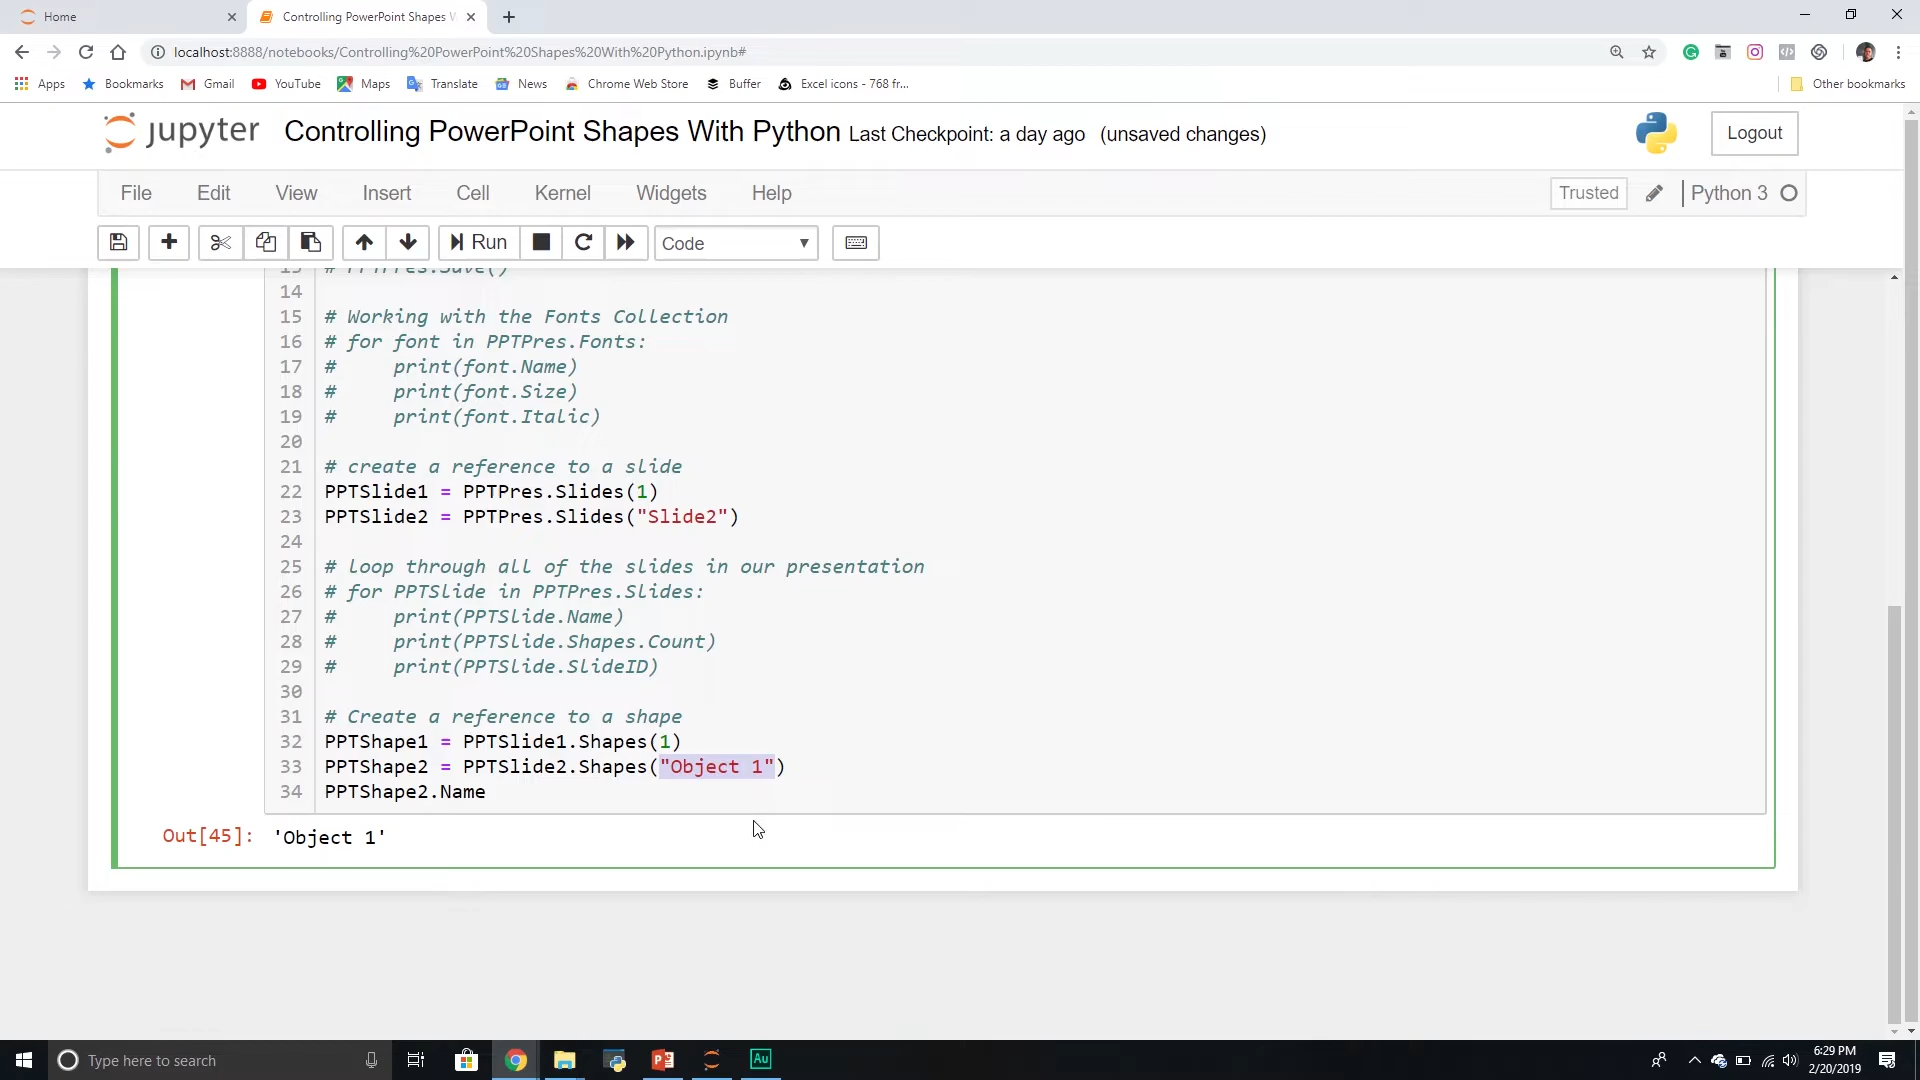 Home
Controlling PowerPoint Shapes W
localhost:8888/notebooks/Controlling%20PowerPoint%20Shapes%20With%20Python.ipynb#
Apps Bookmarks Gmail YouTube Maps Translate News Chrome Web Store Buffer Excel icons - 768 fr... Other bookmarks
jupyter Controlling PowerPoint Shapes With Python Last Checkpoint: a day ago (unsaved changes) Logout
File Edit View Insert Cell Kernel Widgets Help Trusted Python 3
Run Code
13 # PPTPres.Save()
14
15 # Working with the Fonts Collection
16 # for font in PPTPres.Fonts:
17 #     print(font.Name)
18 #     print(font.Size)
19 #     print(font.Italic)
20
21 # create a reference to a slide
22 PPTSlide1 = PPTPres.Slides(1)
23 PPTSlide2 = PPTPres.Slides("Slide2")
24
25 # loop through all of the slides in our presentation
26 # for PPTSlide in PPTPres.Slides:
27 #     print(PPTSlide.Name)
28 #     print(PPTSlide.Shapes.Count)
29 #     print(PPTSlide.SlideID)
30
31 # Create a reference to a shape
32 PPTShape1 = PPTSlide1.Shapes(1)
33 PPTShape2 = PPTSlide2.Shapes("Object 1")
34 PPTShape2.Name
Out[45]: 'Object 1'
Type here to search
Au
6:29 PM
2/20/2019